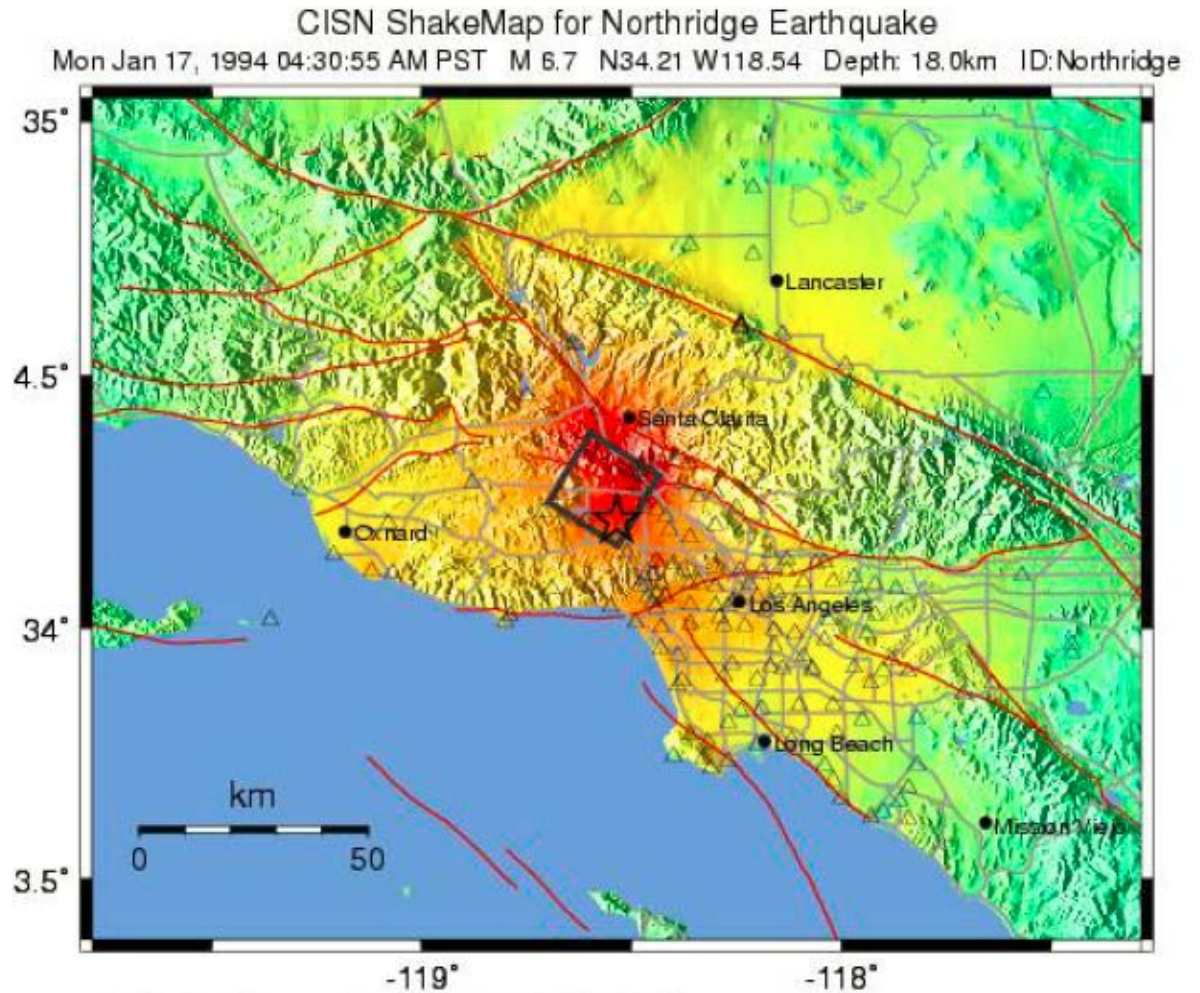 CISN ShakeMap for Northridge Earthquake
Mon Jan 17, 1994 04:30:55 AM PST M 6.7 N34.21 W118.54 Depth: 18.0km ID:Northridge
35°
Lancaster
4.5°
Santa Clarita
Oxnard
Los Angeles
34°
Long Beach
km
0 50
Mission Viejo
3.5°
-119° -118°